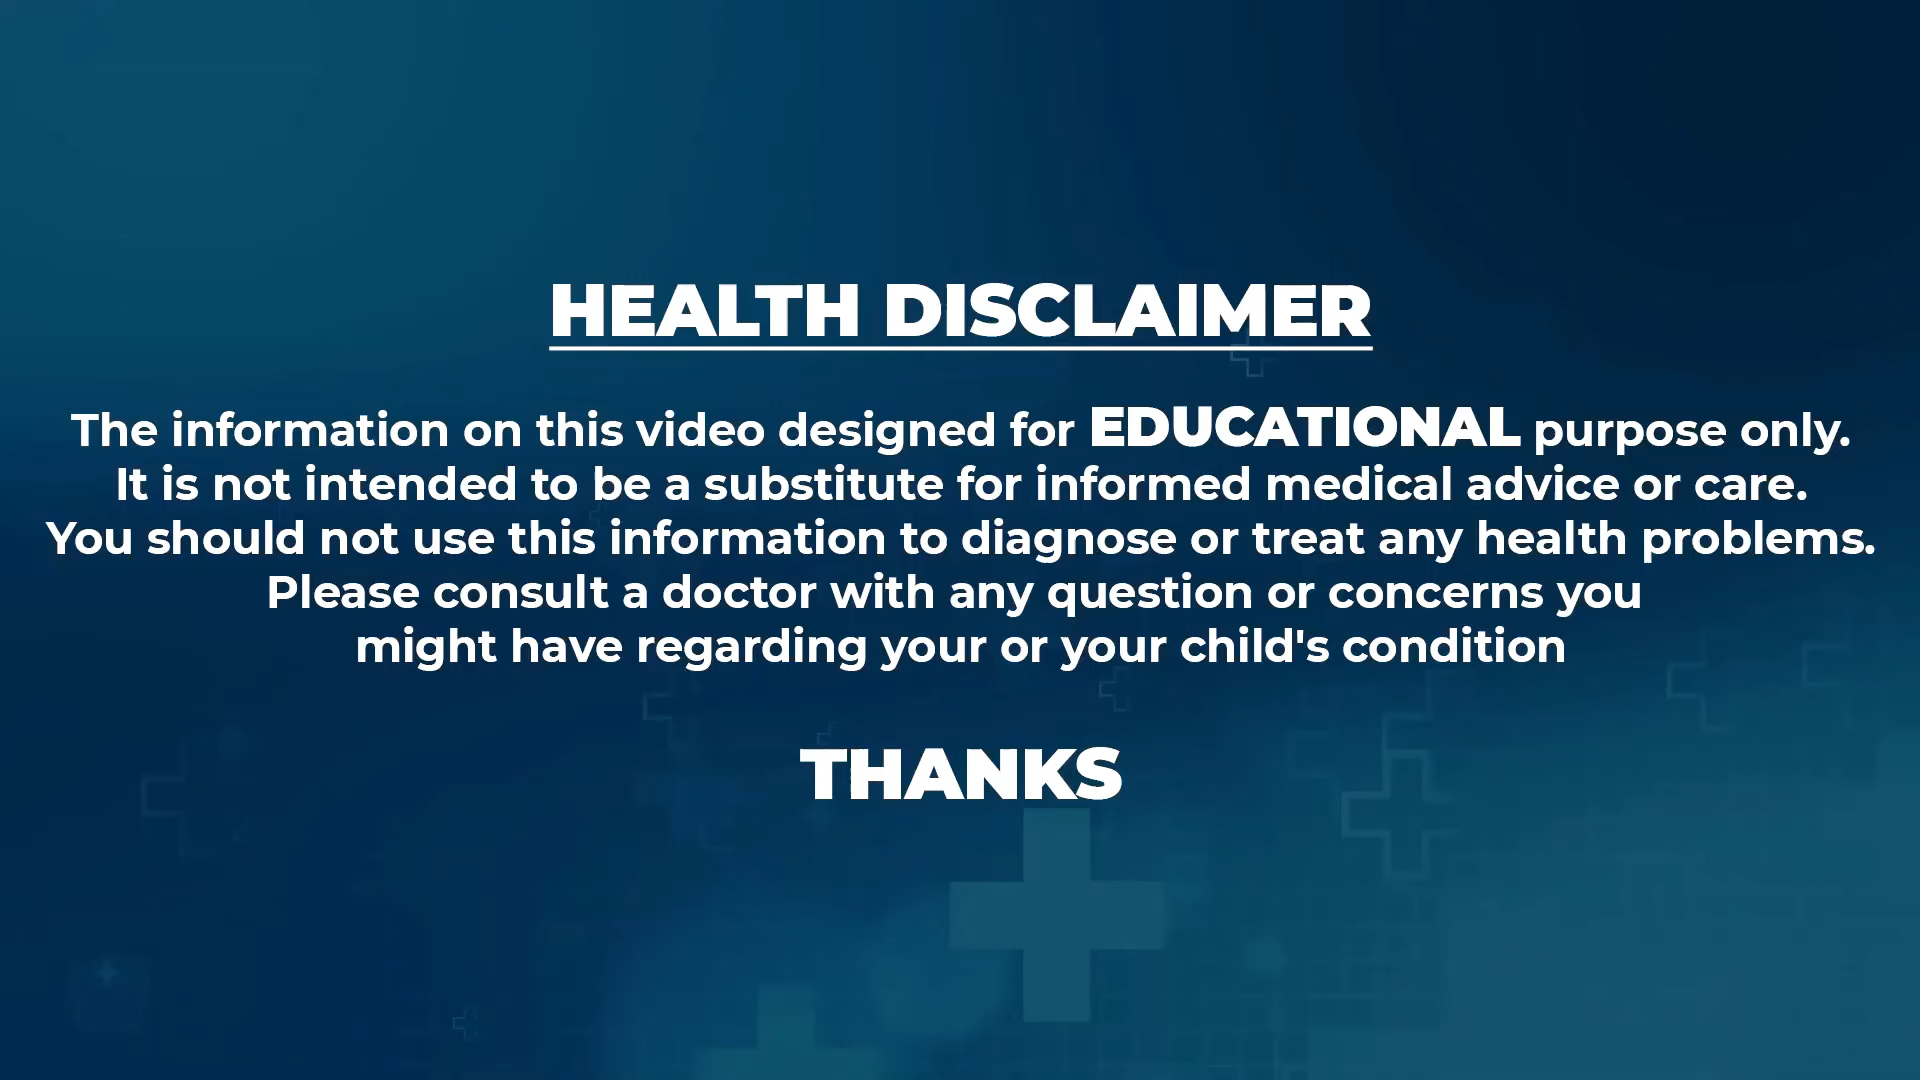 HEALTH DISCLAIMER
The information on this video designed for EDUCATIONAL purpose only.
It is not intended to be a substitute for informed medical advice or care.
You should not use this information to diagnose or treat any health problems.
Please consult a doctor with any question or concerns you
might have regarding your or your child's condition
THANKS